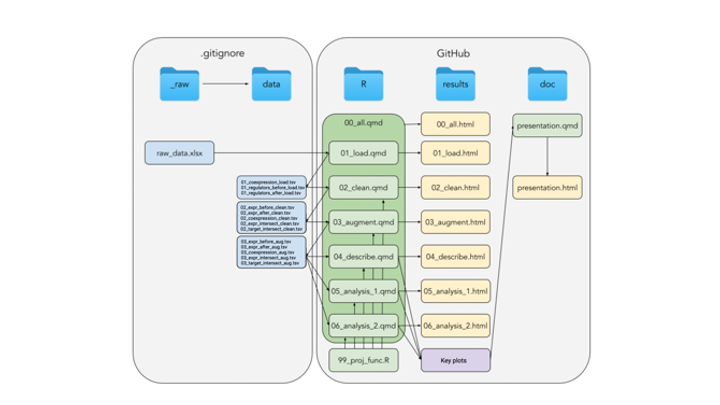 .gitignore
GitHub
_raw
data
R
results
doc
00_all.qmd
00_all.html
presentation.qmd
raw_data.xlsx
01_load.qmd
01_load.html
01_coexpression_load.tsv
01_regulators_before_load.tsv
01_regulators_after_load.tsv
02_clean.qmd
02_clean.html
presentation.html
02_expr_before_clean.tsv
02_expr_after_clean.tsv
02_coexpression_clean.tsv
02_expr_intersect_clean.tsv
02_target_intersect_clean.tsv
03_augment.qmd
03_augment.html
03_expr_before_aug.tsv
03_expr_after_aug.tsv
03_coexpression_aug.tsv
03_expr_intersect_aug.tsv
03_target_intersect_aug.tsv
04_describe.qmd
04_describe.html
05_analysis_1.qmd
05_analysis_1.html
06_analysis_2.qmd
06_analysis_2.html
99_proj_func.R
Key plots